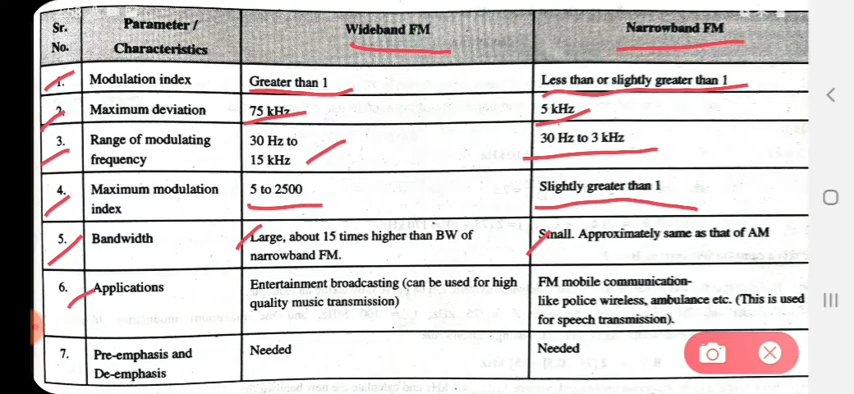 Sr. No.
Parameter / Characteristics
Wideband FM
Narrowband FM
1.
Modulation index
Greater than 1
Less than or slightly greater than 1
2.
Maximum deviation
75 kHz
5 kHz
3.
Range of modulating frequency
30 Hz to
15 kHz
30 Hz to 3 kHz
4.
Maximum modulation index
5 to 2500
Slightly greater than 1
5.
Bandwidth
Large, about 15 times higher than BW of
narrowband FM.
Small. Approximately same as that of AM
6.
Applications
Entertainment broadcasting (can be used for high
quality music transmission)
FM mobile communication-
like police wireless, ambulance etc. (This is used
for speech transmission).
7.
Pre-emphasis and
De-emphasis
Needed
Needed